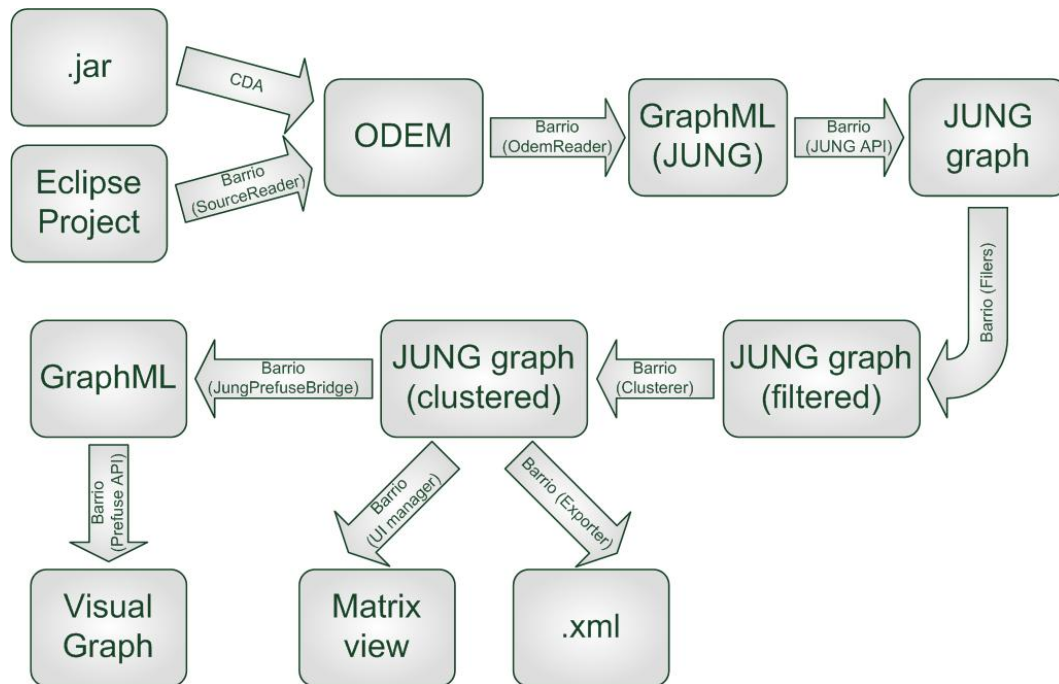 .jar
CDA
Eclipse
Project
Barrio
(SourceReader)
ODEM
Barrio
(OdemReader)
GraphML
(JUNG)
Barrio
(JUNG API)
JUNG
graph
Barrio (Filers)
JUNG graph
(filtered)
Barrio
(Clusterer)
JUNG graph
(clustered)
Barrio
(JungPrefuseBridge)
GraphML
Barrio
(Prefuse API)
Barrio
(UI manager)
Barrio (Exporter)
Visual
Graph
Matrix
view
.xml